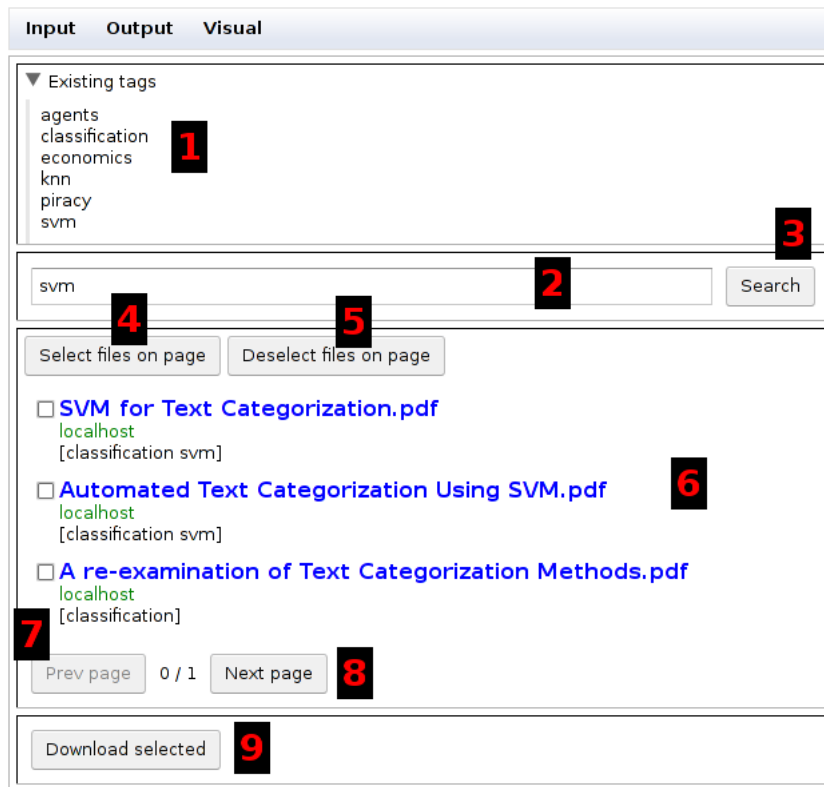 Input Output Visual
▼ Existing tags
agents
classification
1
economics
knn
piracy
svm
3
svm
2
Search
4
5
Select files on page
Deselect files on page
SVM for Text Categorization.pdf
localhost
[classification svm]
Automated Text Categorization Using SVM.pdf
6
localhost
[classification svm]
A re-examination of Text Categorization Methods.pdf
localhost
[classification]
7
Prev page 0 / 1 Next page
8
Download selected
9